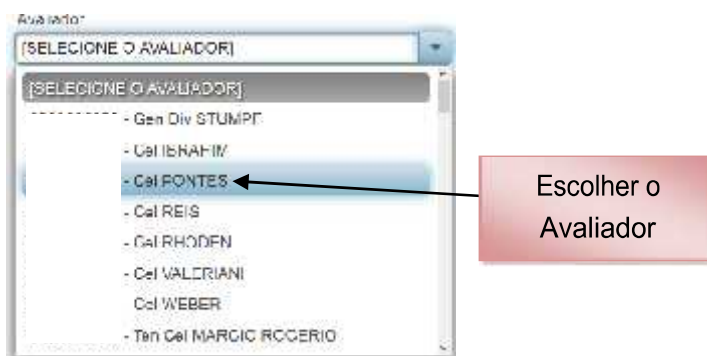 Avaliador
[SELECIONE O AVALIADOR]
[SELECIONE O AVALIADOR]
- Gen Div STUMPF
- Cel IBRAHIM
- Cel PONTES
- Cel REIS
- Cel RHODEN
- Cel VALERIANI
Cel WEBER
- Ten Cel MARCIO ROGERIO
Escolher o
Avaliador